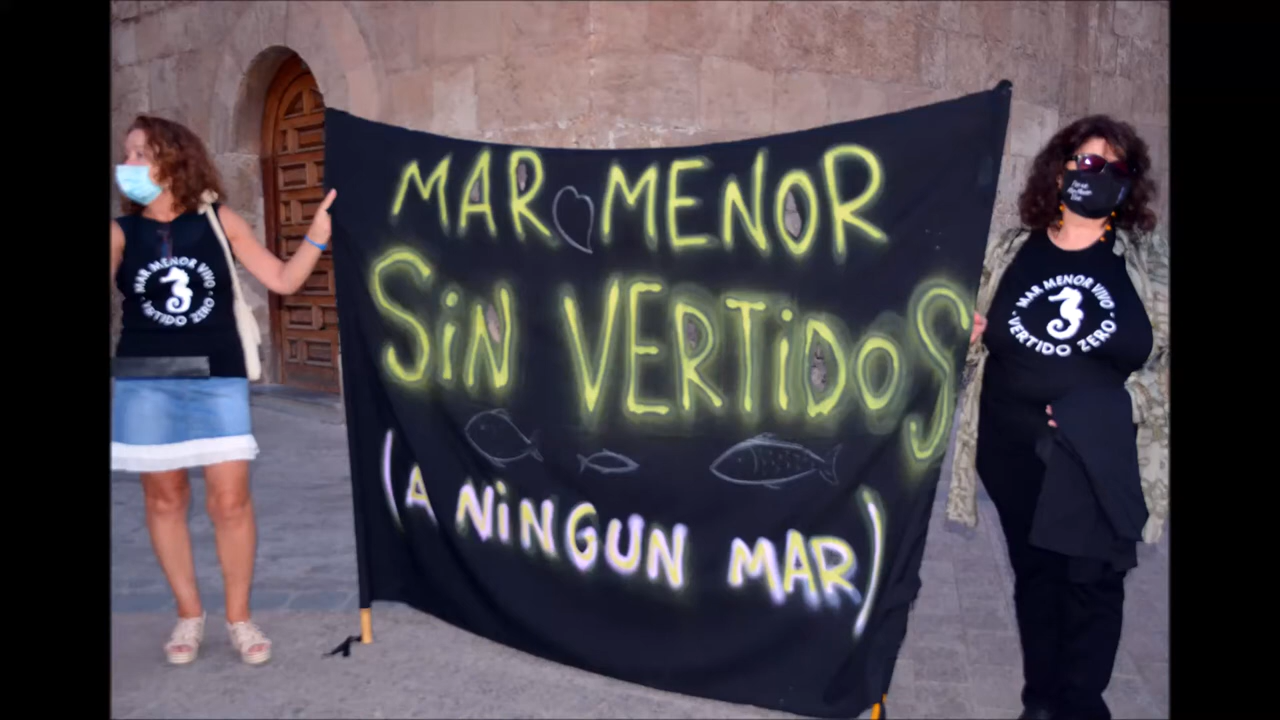 MAR MENOR
SiN VERTiDOS
(A NiNGUN MAR)
MAR MENOR VIVO
· VERTIDO ZERO ·
MAR MENOR VIVO
· VERTIDO ZERO ·